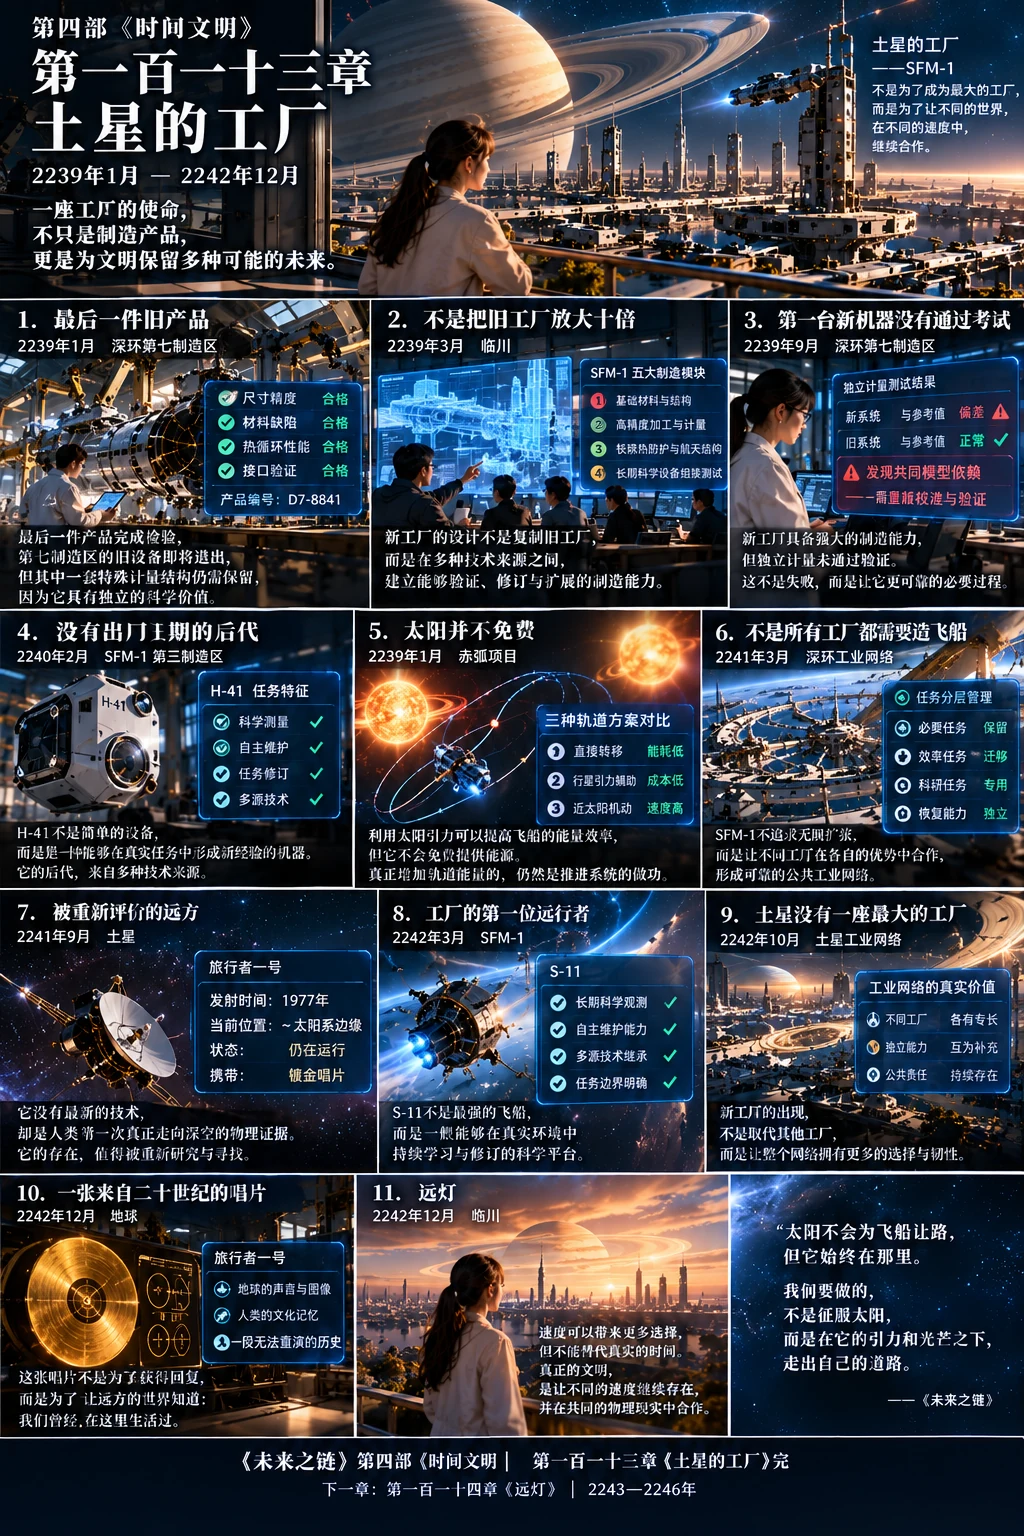 第四部《时间文明》
第一百一十三章
土星的工厂
2239年1月 — 2242年12月
一座工厂的使命，
不只是制造产品，
更是为文明保留多种可能的未来。
土星的工厂
——SFM-1
不是为了成为最大的工厂，
而是为了让不同的世界，
在不同的速度中，
继续合作。
1. 最后一件旧产品
2239年1月 深环第七制造区
尺寸精度 合格
材料缺陷 合格
热循环性能 合格
接口验证 合格
产品编号：D7-8841
最后一件产品完成检验，
第七制造区的旧设备即将退出，
但其中一套特殊计量结构仍需保留，
因为它具有独立的科学价值。
2. 不是把旧工厂放大十倍
2239年3月 临川
SFM-1 五大制造模块
1 基础材料与结构
2 高精度加工与计量
3 长期热防护与航天结构
4 长期科学设备组装测试
新工厂的设计不是复制旧工厂，
而是在多种技术来源之间，
建立能够验证、修订与扩展的制造能力。
3. 第一台新机器没有通过考试
2239年9月 深环第七制造区
独立计量测试结果
新系统 与参考值 偏差
旧系统 与参考值 正常
发现共同模型依赖
——需重新校准与验证
新工厂具备强大的制造能力，
但独立计量未通过验证。
这不是失败，而是让它更可靠的必要过程。
4. 没有出厂日期的后代
2240年2月 SFM-1 第三制造区
H-41
H-41 任务特征
科学测量
自主维护
任务修订
多源技术
H-41不是简单的设备，
而是一种能够在真实任务中形成新经验的机器。
它的后代，来自多种技术来源。
5. 太阳并不免费
2239年1月 赤弧项目
三种轨道方案对比
1 直接转移 能耗低
2 行星引力辅助 成本低
3 近太阳机动 速度高
利用太阳引力可以提高飞船的能量效率，
但它不会免费提供能源。
真正增加轨道能量的，仍然是推进系统的做功。
6. 不是所有工厂都需要造飞船
2241年3月 深环工业网络
任务分层管理
必要任务 保留
效率任务 迁移
科研任务 专用
恢复能力 独立
SFM-1不追求无限扩张，
而是让不同工厂在各自的优势中合作，
形成可靠的公共工业网络。
7. 被重新评价的远方
2241年9月 土星
旅行者一号
发射时间：1977年
当前位置：~太阳系边缘
状态： 仍在运行
携带： 镀金唱片
它没有最新的技术，
却是人类第一次真正走向深空的物理证据。
它的存在，值得被重新研究与寻找。
8. 工厂的第一位远行者
2242年3月 SFM-1
S-11
长期科学观测
自主维护能力
多源技术继承
任务边界明确
S-11不是最强的飞船，
而是一艘能够在真实环境中
持续学习与修订的科学平台。
9. 土星没有一座最大的工厂
2242年10月 土星工业网络
工业网络的真实价值
不同工厂 各有专长
独立能力 互为补充
公共责任 持续存在
新工厂的出现，
不是取代其他工厂，
而是让整个网络拥有更多的选择与韧性。
10. 一张来自二十世纪的唱片
2242年12月 地球
旅行者一号
地球的声音与图像
人类的文化记忆
一段无法重演的历史
这张唱片不是为了获得回复，
而是为了让远方的世界知道：
我们曾经在这里生活过。
11. 远灯
2242年12月 临川
速度可以带来更多选择，
但不能替代真实的时间。
真正的文明，
是让不同的速度继续存在，
并在共同的物理现实中合作。
“太阳不会为飞船让路，
但它始终在那里。
我们要做的，
不是征服太阳，
而是在它的引力和光芒之下，
走出自己的道路。
——《未来之链》
《未来之链》第四部《时间文明 | 第一百一十三章《土星的工厂》完
下一章：第一百一十四章《远灯》 | 2243—2246年